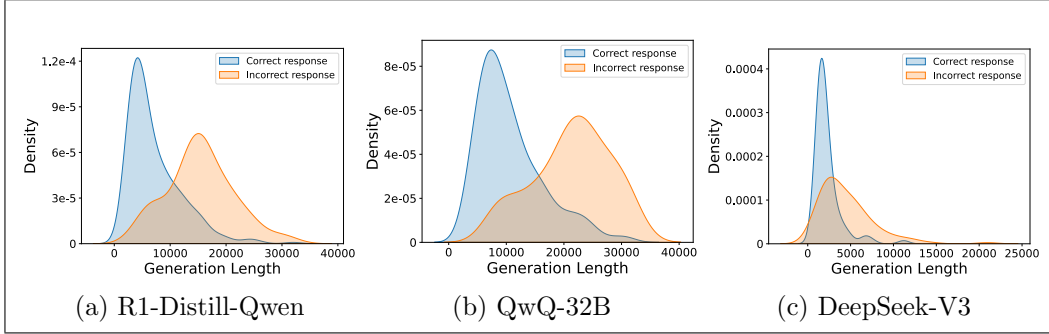 1.2e-4
9e-5
6e-5
3e-5
0
Density
0 10000 20000 30000 40000
Generation Length
Correct response
Incorrect response
(a) R1-Distill-Qwen
8e-05
6e-05
4e-05
2e-05
0
Density
0 10000 20000 30000 40000
Generation Length
Correct response
Incorrect response
(b) QwQ-32B
0.0004
0.0003
0.0002
0.0001
0
Density
0 5000 10000 15000 20000 25000
Generation Length
Correct response
Incorrect response
(c) DeepSeek-V3